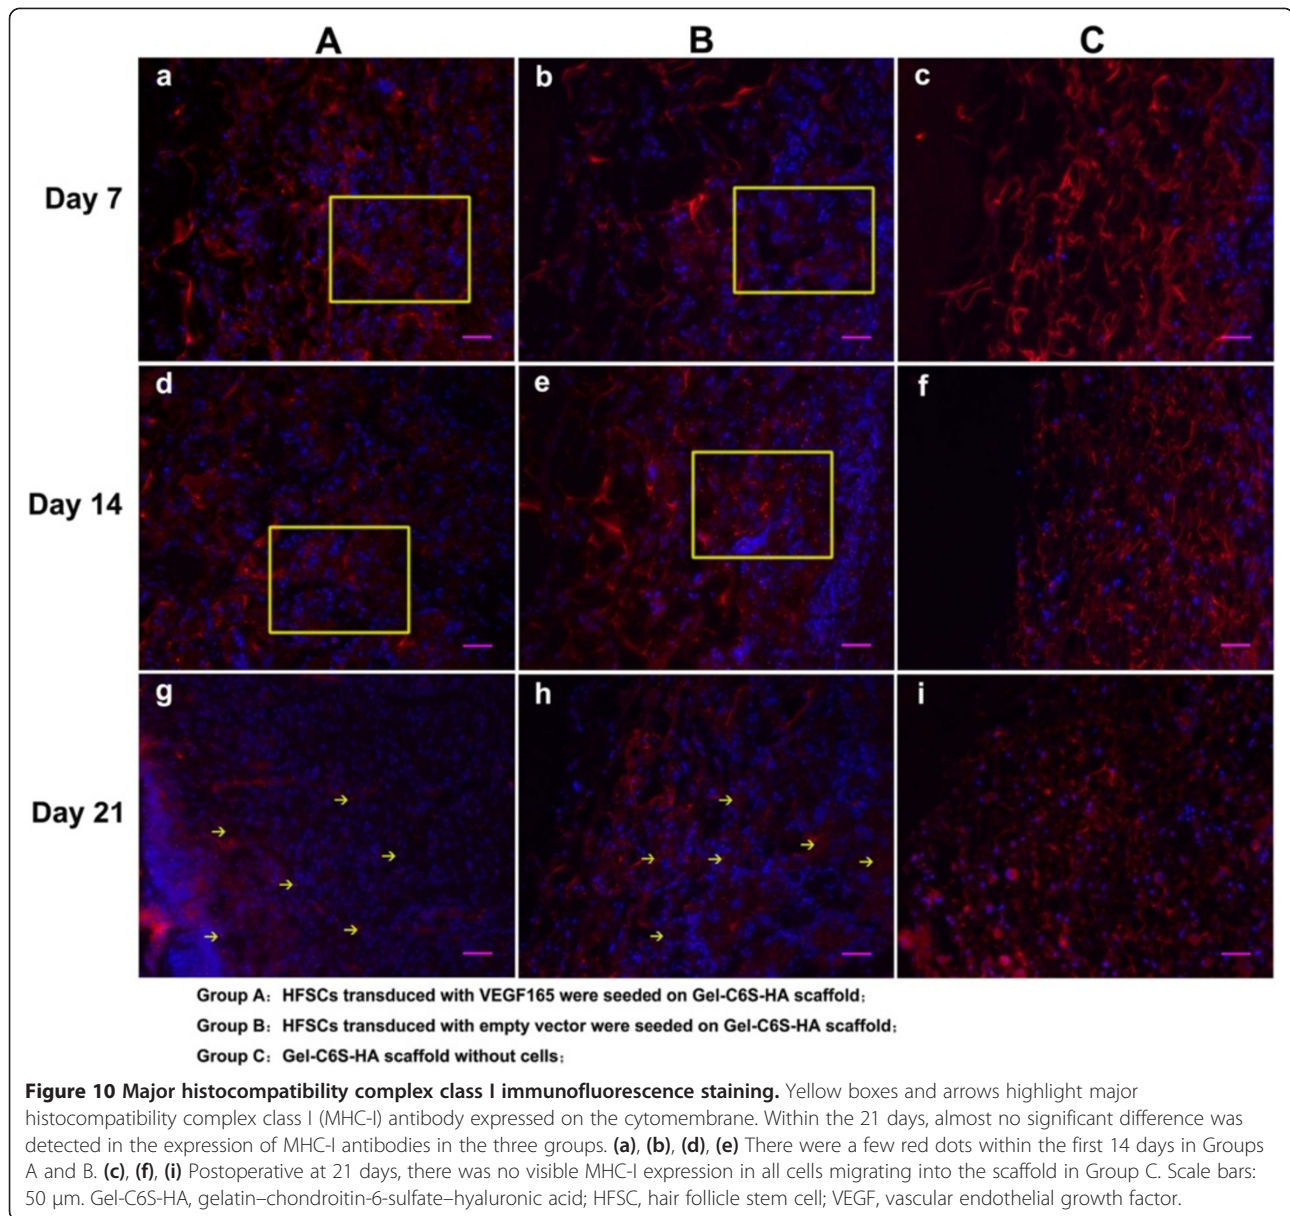 A B C
a b c
Day 7
d e f
Day 14
g h i
Day 21
Group A: HFSCs transduced with VEGF165 were seeded on Gel-C6S-HA scaffold;
Group B: HFSCs transduced with empty vector were seeded on Gel-C6S-HA scaffold;
Group C: Gel-C6S-HA scaffold without cells;
Figure 10 Major histocompatibility complex class I immunofluorescence staining. Yellow boxes and arrows highlight major
histocompatibility complex class I (MHC-I) antibody expressed on the cytomembrane. Within the 21 days, almost no significant difference was
detected in the expression of MHC-I antibodies in the three groups. (a), (b), (d), (e) There were a few red dots within the first 14 days in Groups
A and B. (c), (f), (i) Postoperative at 21 days, there was no visible MHC-I expression in all cells migrating into the scaffold in Group C. Scale bars:
50 μm. Gel-C6S-HA, gelatin–chondroitin-6-sulfate–hyaluronic acid; HFSC, hair follicle stem cell; VEGF, vascular endothelial growth factor.